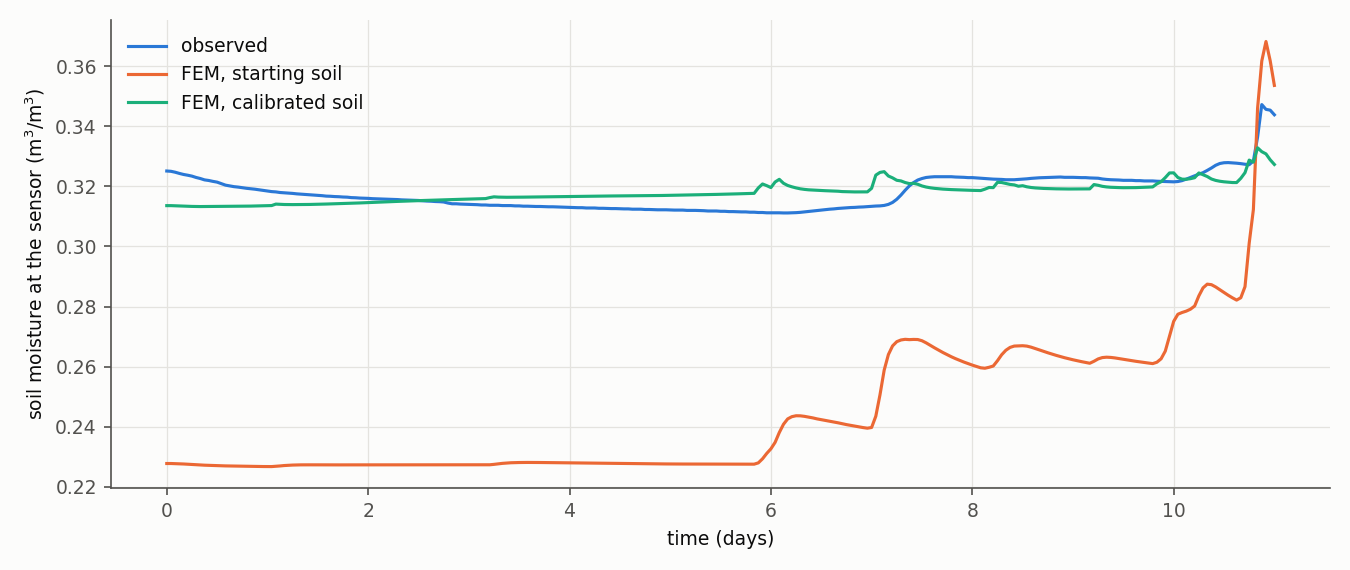 observed
FEM, starting soil
FEM, calibrated soil
soil moisture at the sensor (m³/m³)
0.36
0.34
0.32
0.30
0.28
0.26
0.24
0.22
0 2 4 6 8 10
time (days)